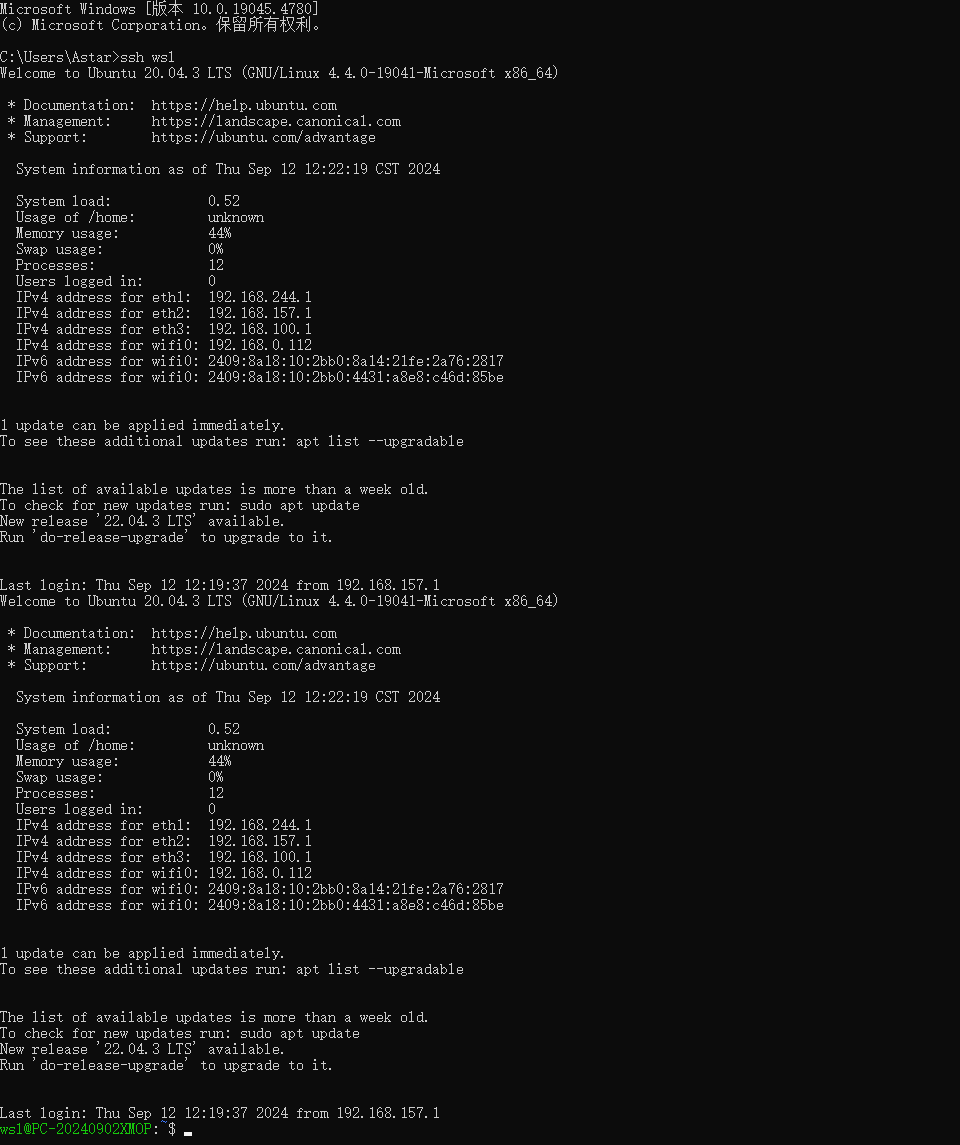 Microsoft Windows [版本 10.0.19045.4780]
(c) Microsoft Corporation。保留所有权利。
C:\Users\Astar>ssh wsl
Welcome to Ubuntu 20.04.3 LTS (GNU/Linux 4.4.0-19041-Microsoft x86_64)
* Documentation:  https://help.ubuntu.com
* Management:     https://landscape.canonical.com
* Support:        https://ubuntu.com/advantage
System information as of Thu Sep 12 12:22:19 CST 2024
System load:            0.52
Usage of /home:         unknown
Memory usage:           44%
Swap usage:             0%
Processes:              12
Users logged in:        0
IPv4 address for eth1:  192.168.244.1
IPv4 address for eth2:  192.168.157.1
IPv4 address for eth3:  192.168.100.1
IPv4 address for wifi0: 192.168.0.112
IPv6 address for wifi0: 2409:8a18:10:2bb0:8a14:21fe:2a76:2817
IPv6 address for wifi0: 2409:8a18:10:2bb0:4431:a8e8:c46d:85be
1 update can be applied immediately.
To see these additional updates run: apt list --upgradable
The list of available updates is more than a week old.
To check for new updates run: sudo apt update
New release '22.04.3 LTS' available.
Run 'do-release-upgrade' to upgrade to it.
Last login: Thu Sep 12 12:19:37 2024 from 192.168.157.1
Welcome to Ubuntu 20.04.3 LTS (GNU/Linux 4.4.0-19041-Microsoft x86_64)
* Documentation:  https://help.ubuntu.com
* Management:     https://landscape.canonical.com
* Support:        https://ubuntu.com/advantage
System information as of Thu Sep 12 12:22:19 CST 2024
System load:            0.52
Usage of /home:         unknown
Memory usage:           44%
Swap usage:             0%
Processes:              12
Users logged in:        0
IPv4 address for eth1:  192.168.244.1
IPv4 address for eth2:  192.168.157.1
IPv4 address for eth3:  192.168.100.1
IPv4 address for wifi0: 192.168.0.112
IPv6 address for wifi0: 2409:8a18:10:2bb0:8a14:21fe:2a76:2817
IPv6 address for wifi0: 2409:8a18:10:2bb0:4431:a8e8:c46d:85be
1 update can be applied immediately.
To see these additional updates run: apt list --upgradable
The list of available updates is more than a week old.
To check for new updates run: sudo apt update
New release '22.04.3 LTS' available.
Run 'do-release-upgrade' to upgrade to it.
Last login: Thu Sep 12 12:19:37 2024 from 192.168.157.1
wsl@PC-20240902XMOP:~$